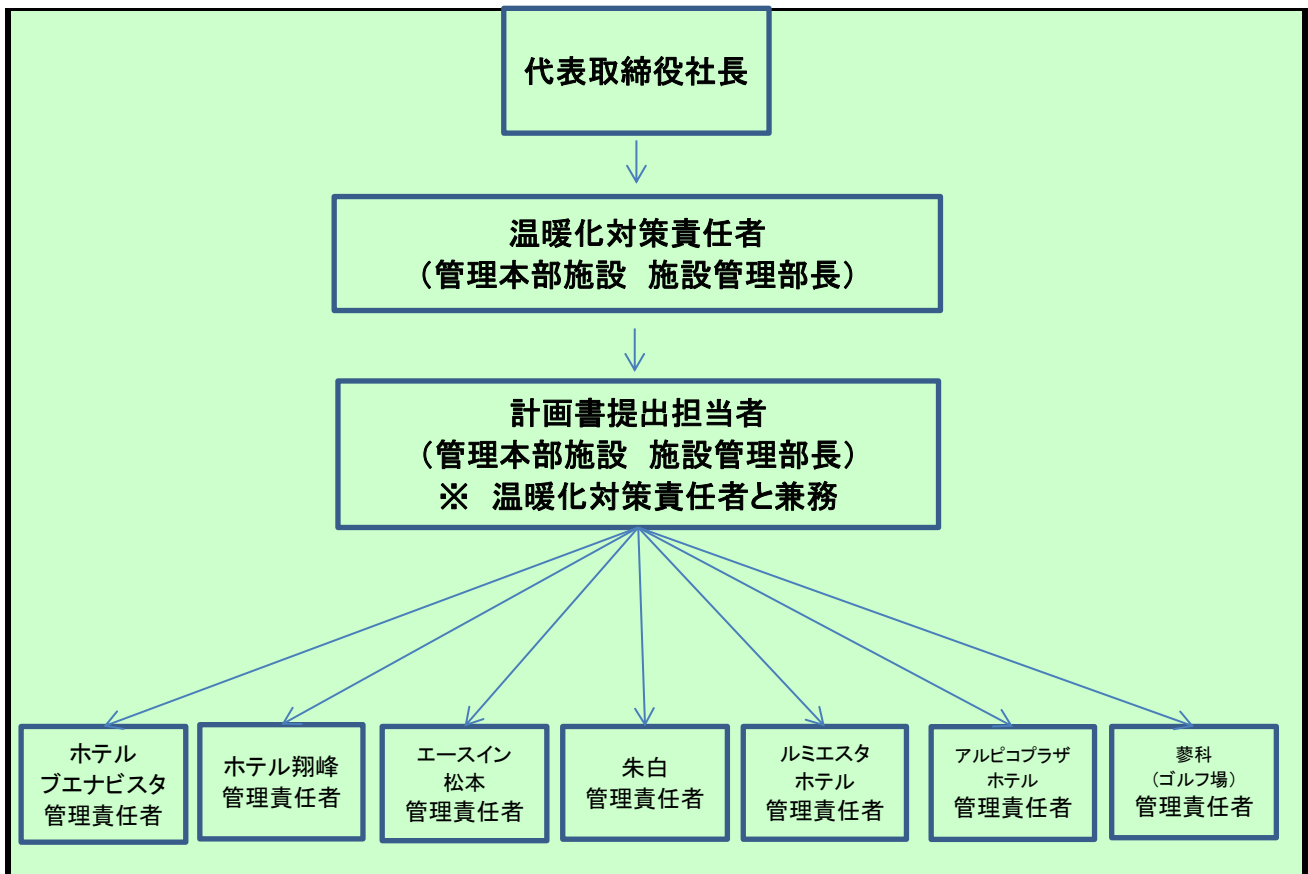 代表取締役社長
温暖化対策責任者
（管理本部施設　施設管理部長）
計画書提出担当者
（管理本部施設　施設管理部長）
※　温暖化対策責任者と兼務
ホテル
ブエナビスタ
管理責任者
ホテル翔峰
管理責任者
エースイン
松本
管理責任者
朱白
管理責任者
ルミエスタ
ホテル
管理責任者
アルピコプラザ
ホテル
管理責任者
蓼科
（ゴルフ場）
管理責任者